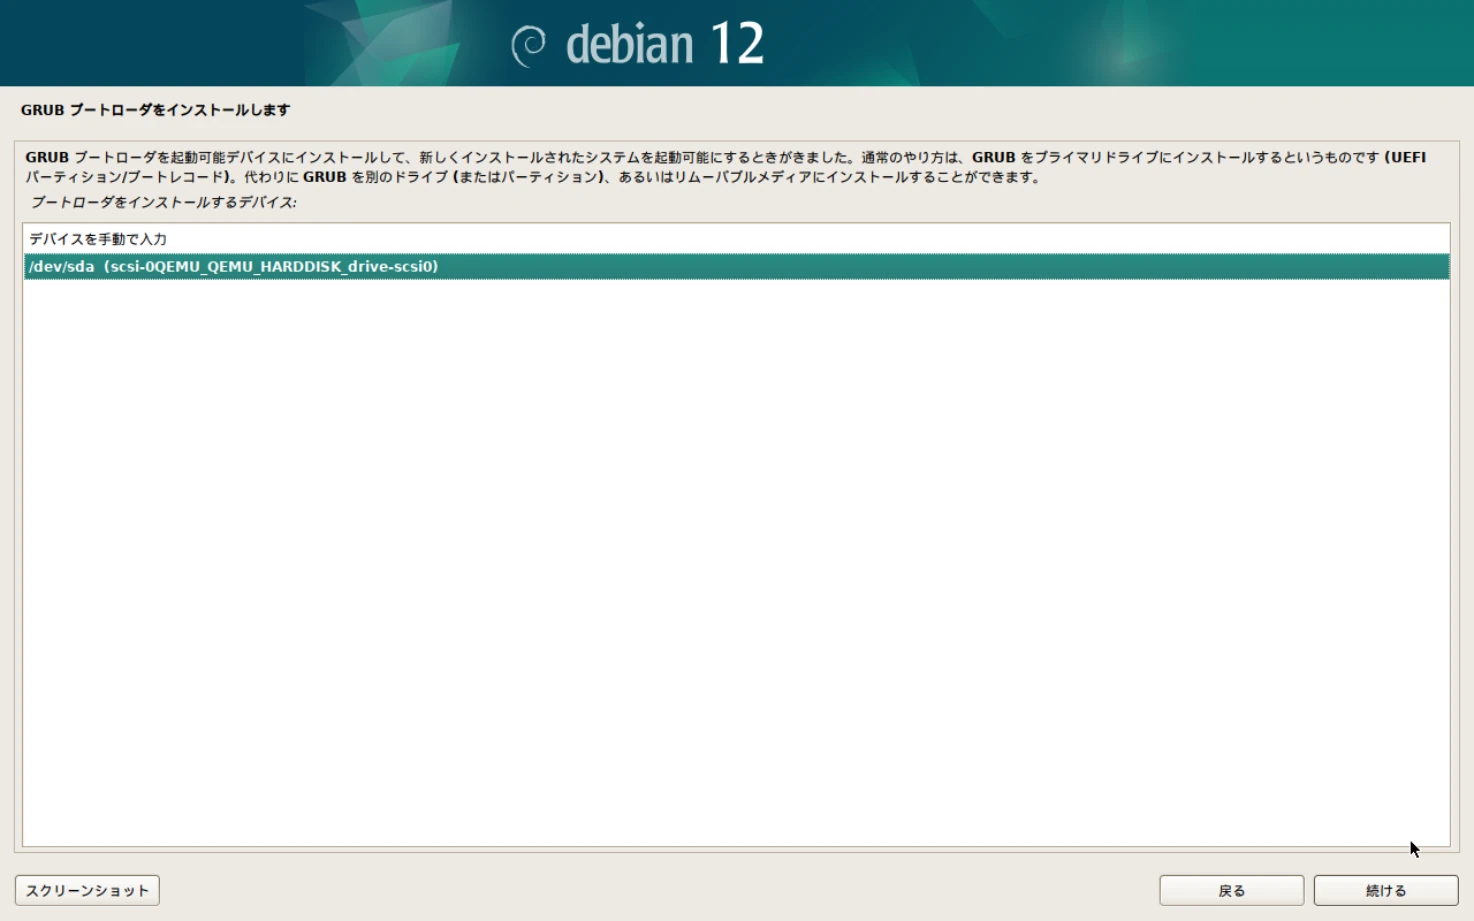 debian 12
GRUB ブートローダをインストールします
GRUB ブートローダを起動可能デバイスにインストールして、新しくインストールされたシステムを起動可能にするときがきました。通常のやり方は、GRUB をプライマリドライブにインストールするというものです (UEFI
パーティション/ブートレコード)。代わりに GRUB を別のドライブ (またはパーティション)、あるいはリムーバブルメディアにインストールすることができます。
ブートローダをインストールするデバイス:
デバイスを手動で入力
/dev/sda (scsi-0QEMU_QEMU_HARDDISK_drive-scsi0)
スクリーンショット
戻る
続ける